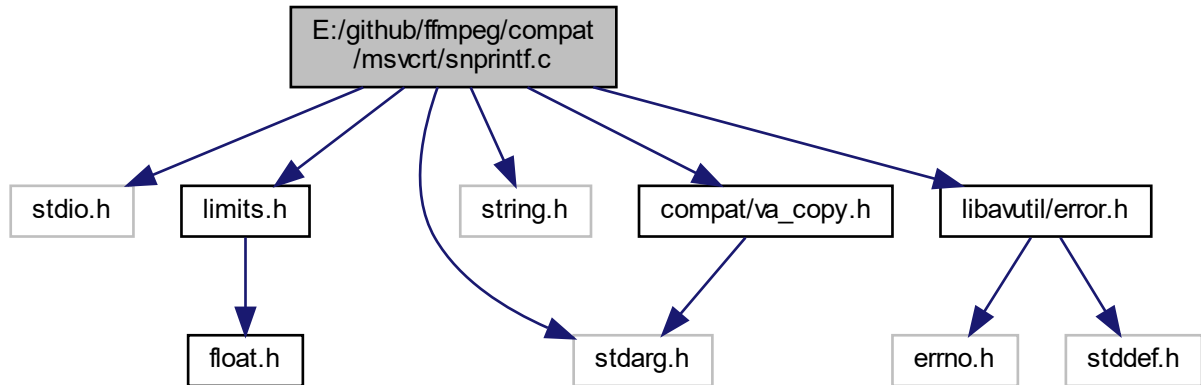 E:/github/ffmpeg/compat
/msvcrt/snprintf.c
stdio.h
limits.h
string.h
compat/va_copy.h
libavutil/error.h
float.h
stdarg.h
errno.h
stddef.h